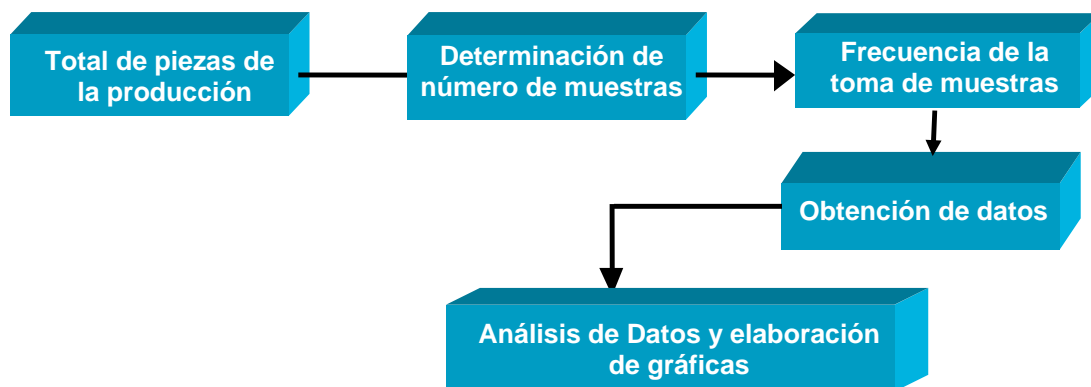 Total de piezas de
la producción
Determinación de
número de muestras
Frecuencia de la
toma de muestras
Obtención de datos
Análisis de Datos y elaboración
de gráficas